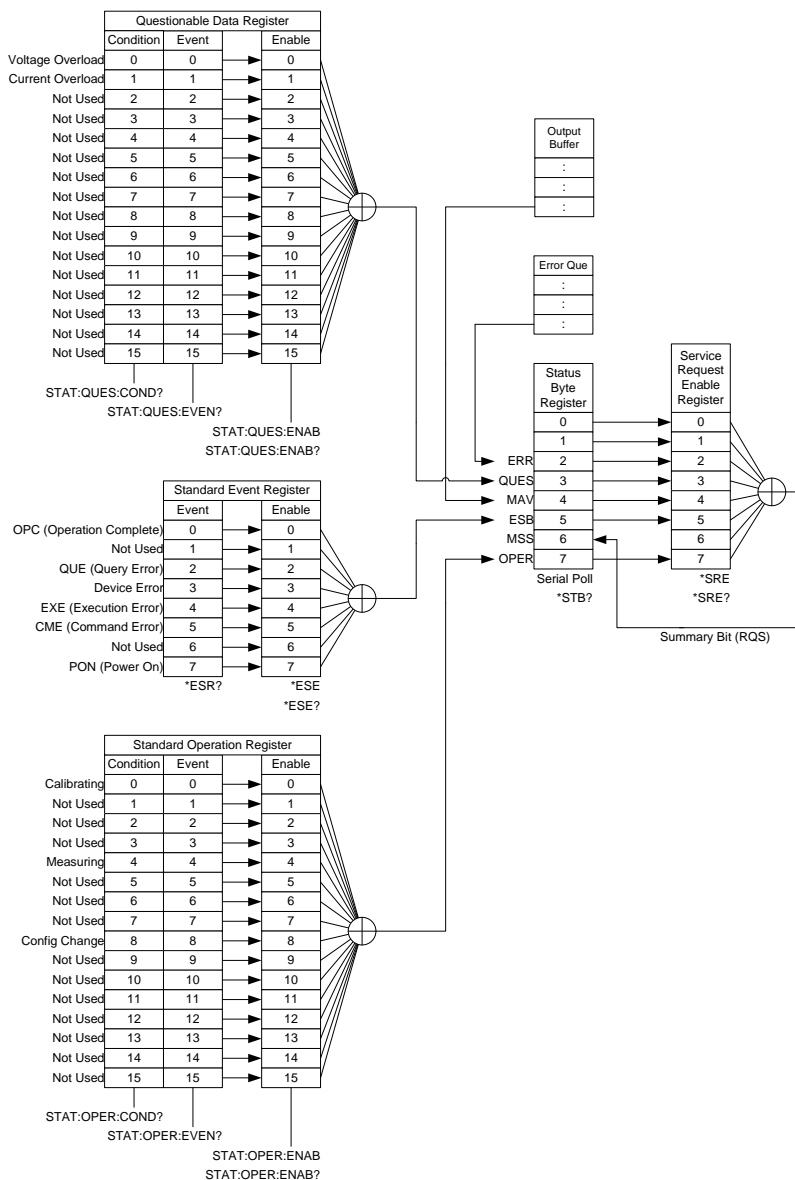 Questionable Data Register
Condition Event Enable
Voltage Overload 0 0 0
Current Overload 1 1 1
Not Used 2 2 2
Not Used 3 3 3
Not Used 4 4 4
Not Used 5 5 5
Not Used 6 6 6
Not Used 7 7 7
Not Used 8 8 8
Not Used 9 9 9
Not Used 10 10 10
Not Used 11 11 11
Not Used 12 12 12
Not Used 13 13 13
Not Used 14 14 14
Not Used 15 15 15
STAT:QUES:COND?
STAT:QUES:EVEN?
STAT:QUES:ENAB
STAT:QUES:ENAB?
Output
Buffer
:
:
:
Error Que
:
:
:
Status
Byte
Register
0
1
ERR 2
QUES 3
MAV 4
ESB 5
MSS 6
OPER 7
Serial Poll
*STB?
Service
Request
Enable
Register
0
1
2
3
4
5
6
7
*SRE
*SRE?
Summary Bit (RQS)
Standard Event Register
Event Enable
OPC (Operation Complete) 0 0
Not Used 1 1
QUE (Query Error) 2 2
Device Error 3 3
EXE (Execution Error) 4 4
CME (Command Error) 5 5
Not Used 6 6
PON (Power On) 7 7
*ESR? *ESE
*ESE?
Standard Operation Register
Condition Event Enable
Calibrating 0 0 0
Not Used 1 1 1
Not Used 2 2 2
Not Used 3 3 3
Measuring 4 4 4
Not Used 5 5 5
Not Used 6 6 6
Not Used 7 7 7
Config Change 8 8 8
Not Used 9 9 9
Not Used 10 10 10
Not Used 11 11 11
Not Used 12 12 12
Not Used 13 13 13
Not Used 14 14 14
Not Used 15 15 15
STAT:OPER:COND?
STAT:OPER:EVEN?
STAT:OPER:ENAB
STAT:OPER:ENAB?